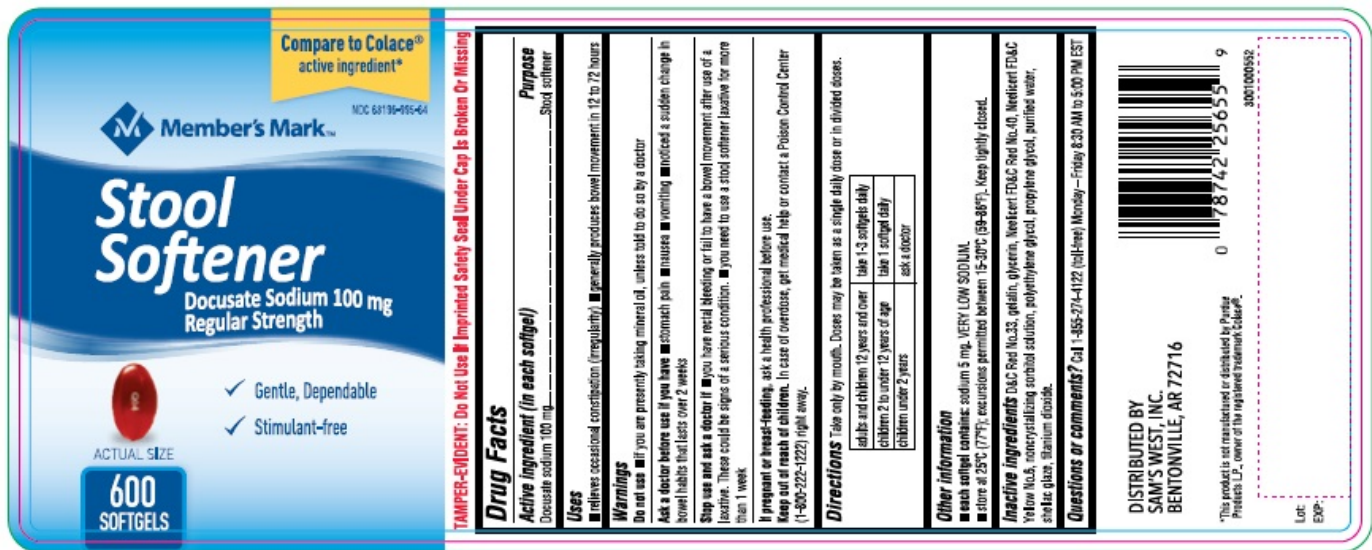 Compare to Colace®
active ingredient*
NDC 68196-955-64
Member's Mark™
Stool
Softener
Docusate Sodium 100 mg
Regular Strength
✓ Gentle, Dependable
✓ Stimulant-free
ACTUAL SIZE
600
SOFTGELS
TAMPER-EVIDENT: Do Not Use If Imprinted Safety Seal Under Cap Is Broken Or Missing
Drug Facts
Active ingredient (in each softgel) Purpose
Docusate sodium 100 mg Stool softener
Uses
■ relieves occasional constipation (irregularity) ■ generally produces bowel movement in 12 to 72 hours
Warnings
Do not use ■ if you are presently taking mineral oil, unless told to do so by a doctor
Ask a doctor before use if you have ■ stomach pain ■ nausea ■ vomiting ■ noticed a sudden change in
bowel habits that lasts over 2 weeks
Stop use and ask a doctor if ■ you have rectal bleeding or fail to have a bowel movement after use of a
laxative. These could be signs of a serious condition. ■ you need to use a stool softener laxative for more
than 1 week
If pregnant or breast-feeding, ask a health professional before use.
Keep out of reach of children. In case of overdose, get medical help or contact a Poison Control Center
(1-800-222-1222) right away.
Directions Take only by mouth. Doses may be taken as a single daily dose or in divided doses.
adults and children 12 years and over take 1-3 softgels daily
children 2 to under 12 years of age take 1 softgel daily
children under 2 years ask a doctor
Other information
■ each softgel contains: sodium 5 mg. VERY LOW SODIUM.
■ store at 25ºC (77ºF); excursions permitted between 15-30ºC (59-86ºF). Keep tightly closed.
Inactive ingredients D&C Red No.33, gelatin, glycerin, Neelicert FD&C Red No.40, Neelicert FD&C
Yellow No.6, noncrystallizing sorbitol solution, polyethylene glycol, propylene glycol, purified water,
shellac glaze, titanium dioxide.
Questions or comments? Call 1-855-274-4122 (toll-free) Monday – Friday 8:30 AM to 5:00 PM EST
DISTRIBUTED BY
SAM'S WEST, INC.
BENTONVILLE, AR 72716
*This product is not manufactured or distributed by Purdue
Products L.P., owner of the registered trademark Colace®.
0 78742 25655 9
3001000552
Lot:
EXP: